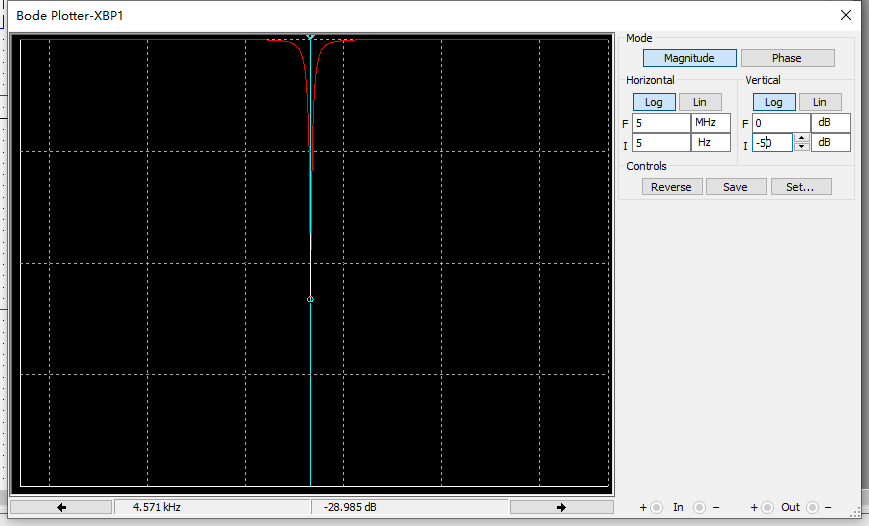 Bode Plotter-XBP1
Mode
Magnitude Phase
Horizontal Vertical
Log Lin Log Lin
F 5 MHz F 0 dB
I 5 Hz I -50 dB
Controls
Reverse Save Set...
4.571 kHz -28.985 dB
+ In - + Out -